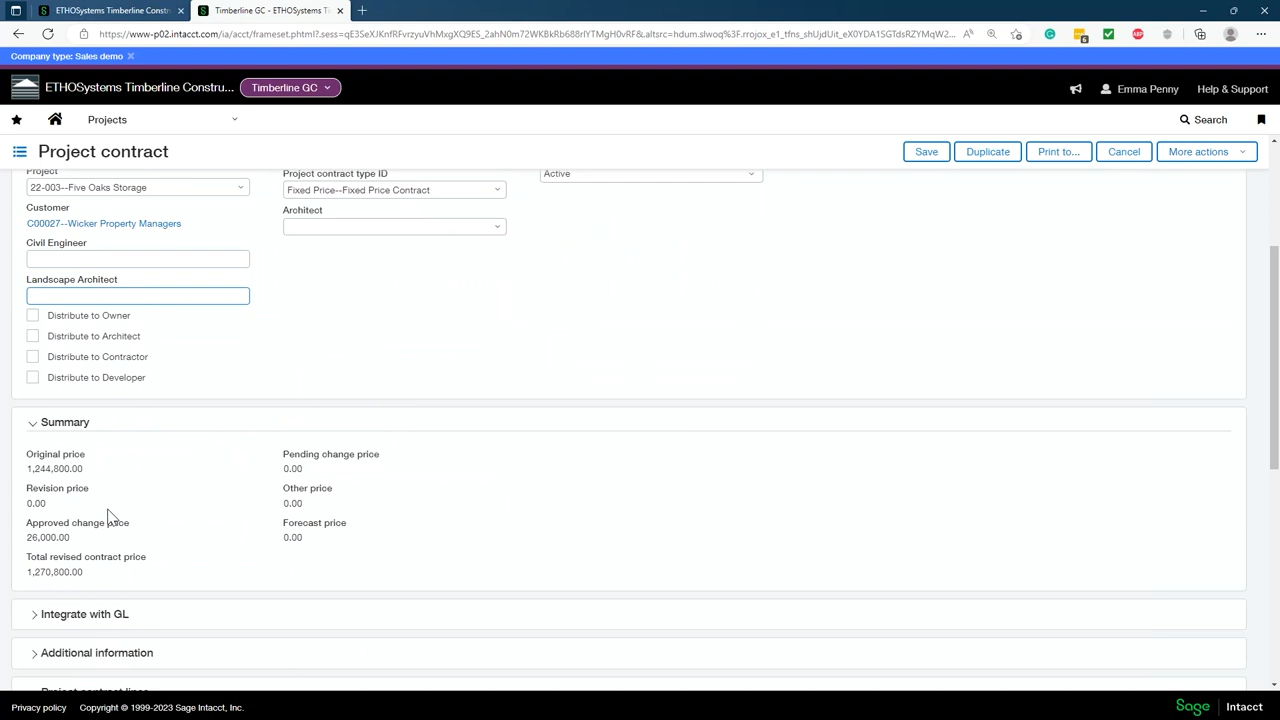 ETHOSystems Timberline Constr
Timberline GC - ETHOSystems Ti
Company type: Sales demo
ETHOSystems Timberline Constru...
Timberline GC
Emma Penny
Help & Support
Projects
Search
Project contract
Save
Duplicate
Print to...
Cancel
More actions
Project
22-003--Five Oaks Storage
Project contract type ID
Fixed Price--Fixed Price Contract
Active
Customer
C00027--Wicker Property Managers
Architect
Civil Engineer
Landscape Architect
Distribute to Owner
Distribute to Architect
Distribute to Contractor
Distribute to Developer
Summary
Original price
1,244,800.00
Pending change price
0.00
Revision price
0.00
Other price
0.00
Approved change price
26,000.00
Forecast price
0.00
Total revised contract price
1,270,800.00
Integrate with GL
Additional information
Project contract lines
Privacy policy
Copyright © 1999-2023 Sage Intacct, Inc.
Sage Intacct